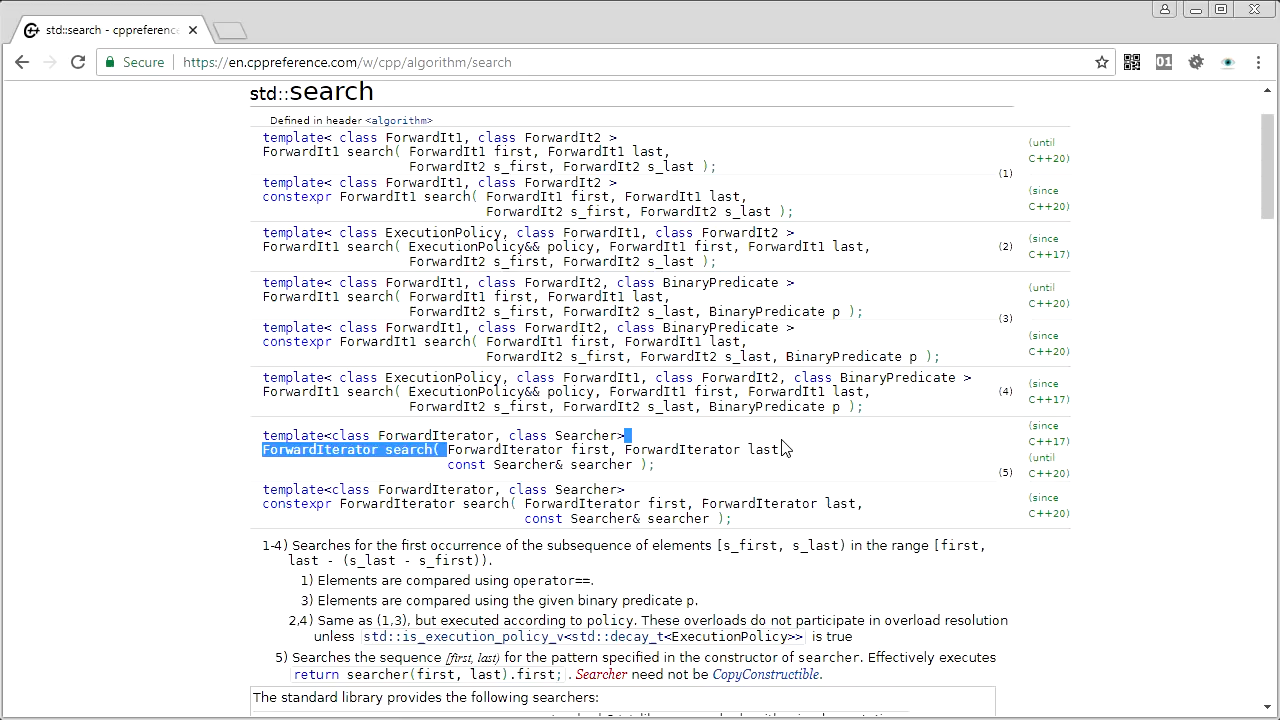 std::search - cppreference
Secure
https://en.cppreference.com/w/cpp/algorithm/search
01
std::search
Defined in header <algorithm>
template< class ForwardIt1, class ForwardIt2 >
ForwardIt1 search( ForwardIt1 first, ForwardIt1 last,
ForwardIt2 s_first, ForwardIt2 s_last );
(until
C++20)
(1)
template< class ForwardIt1, class ForwardIt2 >
constexpr ForwardIt1 search( ForwardIt1 first, ForwardIt1 last,
ForwardIt2 s_first, ForwardIt2 s_last );
(since
C++20)
template< class ExecutionPolicy, class ForwardIt1, class ForwardIt2 >
ForwardIt1 search( ExecutionPolicy&& policy, ForwardIt1 first, ForwardIt1 last,
ForwardIt2 s_first, ForwardIt2 s_last );
(2)
(since
C++17)
template< class ForwardIt1, class ForwardIt2, class BinaryPredicate >
ForwardIt1 search( ForwardIt1 first, ForwardIt1 last,
ForwardIt2 s_first, ForwardIt2 s_last, BinaryPredicate p );
(until
C++20)
(3)
template< class ForwardIt1, class ForwardIt2, class BinaryPredicate >
constexpr ForwardIt1 search( ForwardIt1 first, ForwardIt1 last,
ForwardIt2 s_first, ForwardIt2 s_last, BinaryPredicate p );
(since
C++20)
template< class ExecutionPolicy, class ForwardIt1, class ForwardIt2, class BinaryPredicate >
ForwardIt1 search( ExecutionPolicy&& policy, ForwardIt1 first, ForwardIt1 last,
ForwardIt2 s_first, ForwardIt2 s_last, BinaryPredicate p );
(4)
(since
C++17)
template<class ForwardIterator, class Searcher>
ForwardIterator search( ForwardIterator first, ForwardIterator last
const Searcher& searcher );
(since
C++17)
(until
C++20)
(5)
template<class ForwardIterator, class Searcher>
constexpr ForwardIterator search( ForwardIterator first, ForwardIterator last,
const Searcher& searcher );
(since
C++20)
1-4) Searches for the first occurrence of the subsequence of elements [s_first, s_last) in the range [first,
last - (s_last - s_first)).
1) Elements are compared using operator==.
3) Elements are compared using the given binary predicate p.
2,4) Same as (1,3), but executed according to policy. These overloads do not participate in overload resolution
unless std::is_execution_policy_v<std::decay_t<ExecutionPolicy>> is true
5) Searches the sequence [first, last) for the pattern specified in the constructor of searcher. Effectively executes
return searcher(first, last).first; . Searcher need not be CopyConstructible.
The standard library provides the following searchers: